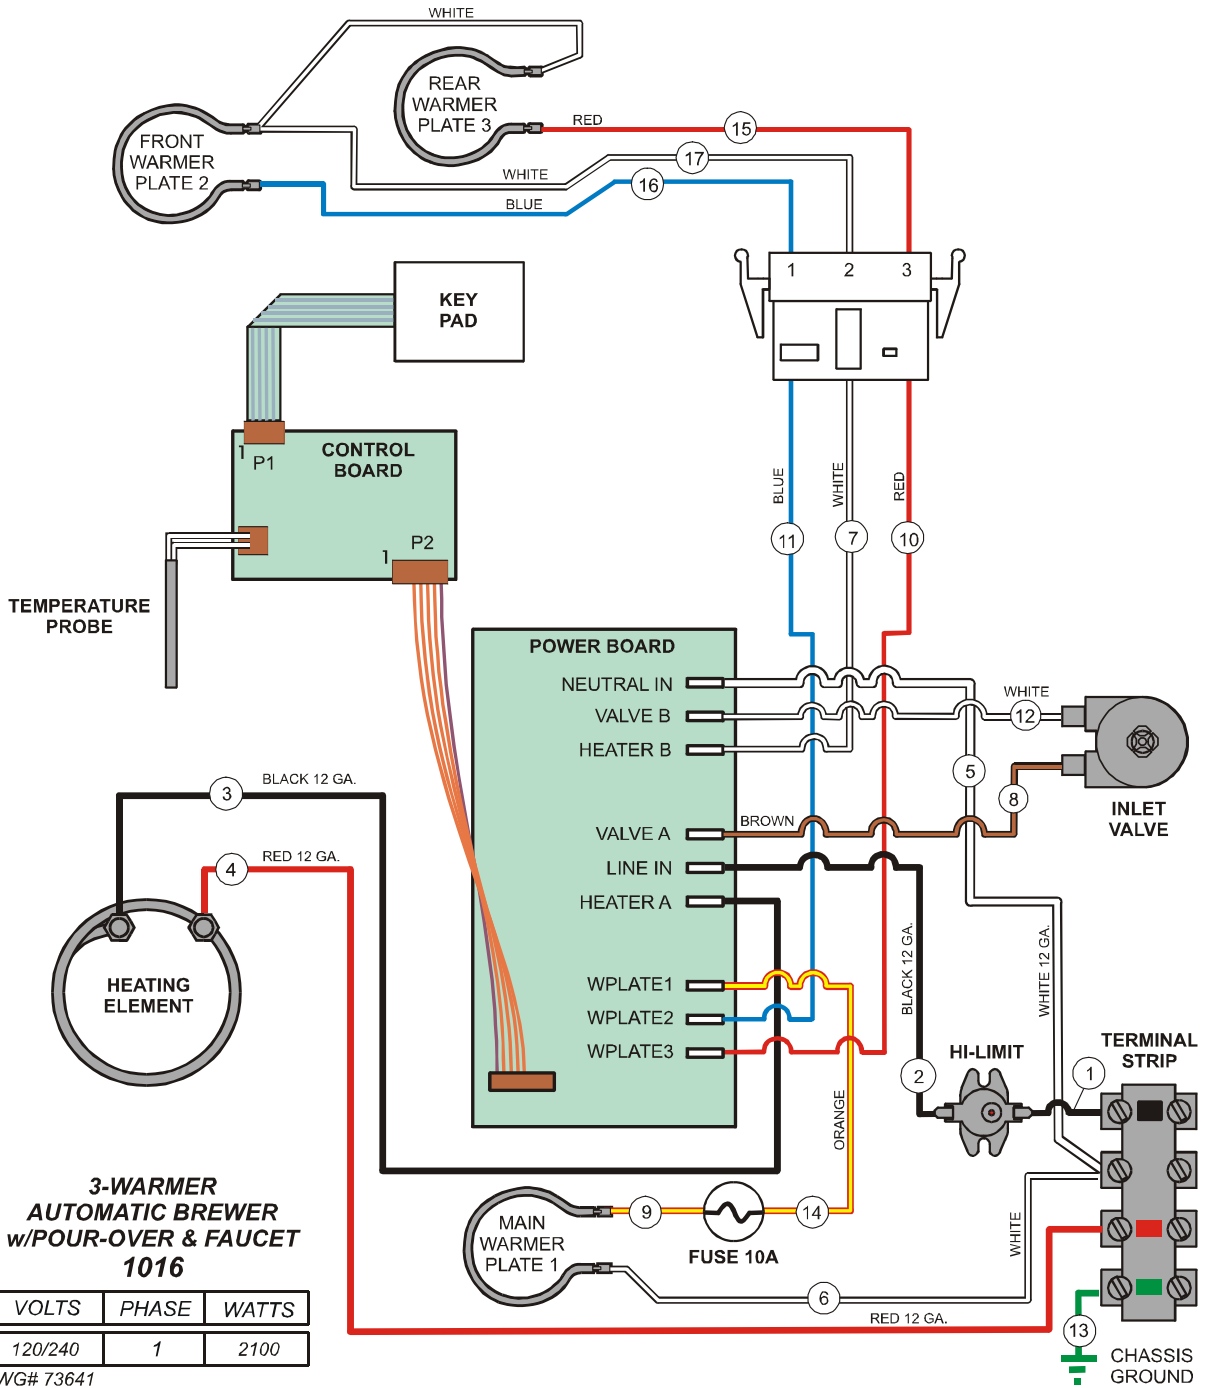 WHITE
REAR
WARMER
PLATE 3
RED
15
FRONT
WARMER
PLATE 2
WHITE
17
BLUE
16
1 2 3
KEY
PAD
1
P1
CONTROL
BOARD
P2
1
BLUE
WHITE
RED
11
7
10
TEMPERATURE
PROBE
POWER BOARD
NEUTRAL IN
VALVE B
HEATER B
WHITE
12
5
8
INLET
VALVE
BROWN
VALVE A
LINE IN
HEATER A
BLACK 12 GA.
3
RED 12 GA.
4
HEATING
ELEMENT
WPLATE1
WPLATE2
WPLATE3
BLACK 12 GA.
WHITE 12 GA.
ORANGE
2
HI-LIMIT
1
TERMINAL
STRIP
3-WARMER
AUTOMATIC BREWER
w/POUR-OVER & FAUCET
1016
MAIN
WARMER
PLATE 1
9
14
FUSE 10A
WHITE
6
RED 12 GA.
13
CHASSIS
GROUND
VOLTS PHASE WATTS
120/240 1 2100
WG# 73641